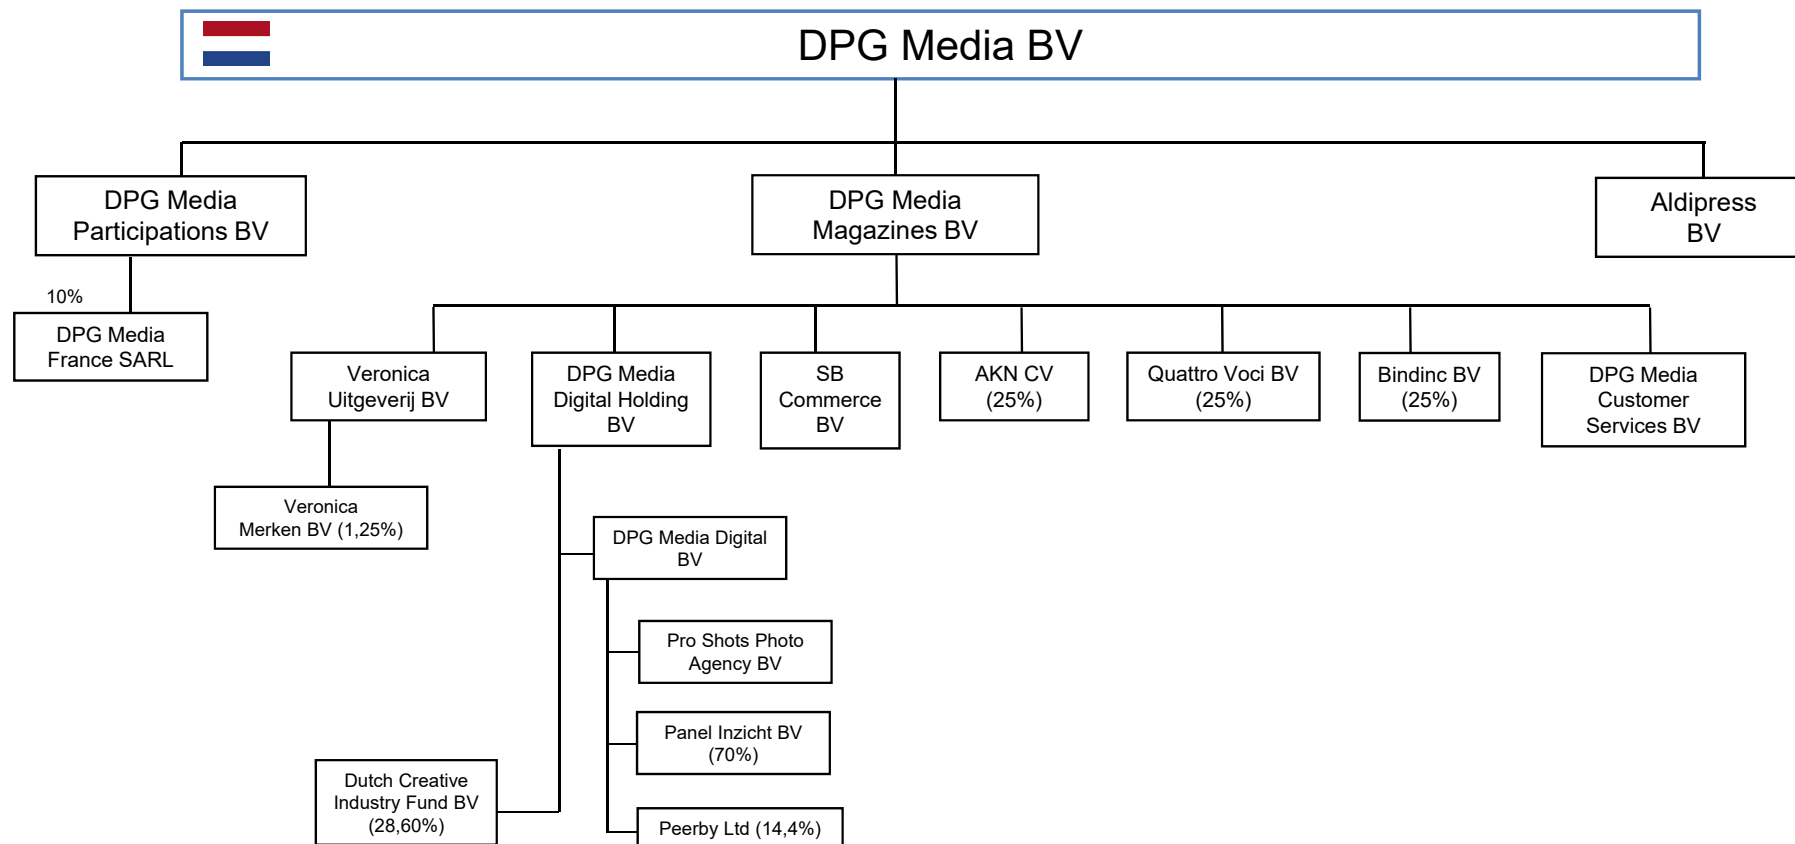 DPG Media BV
DPG Media
Participations BV
DPG Media
Magazines BV
Aldipress
BV
10%
DPG Media
France SARL
Veronica
Uitgeverij BV
DPG Media
Digital Holding
BV
SB
Commerce
BV
AKN CV
(25%)
Quattro Voci BV
(25%)
Bindinc BV
(25%)
DPG Media
Customer
Services BV
Veronica
Merken BV (1,25%)
DPG Media Digital
BV
Pro Shots Photo
Agency BV
Panel Inzicht BV
(70%)
Dutch Creative
Industry Fund BV
(28,60%)
Peerby Ltd (14,4%)